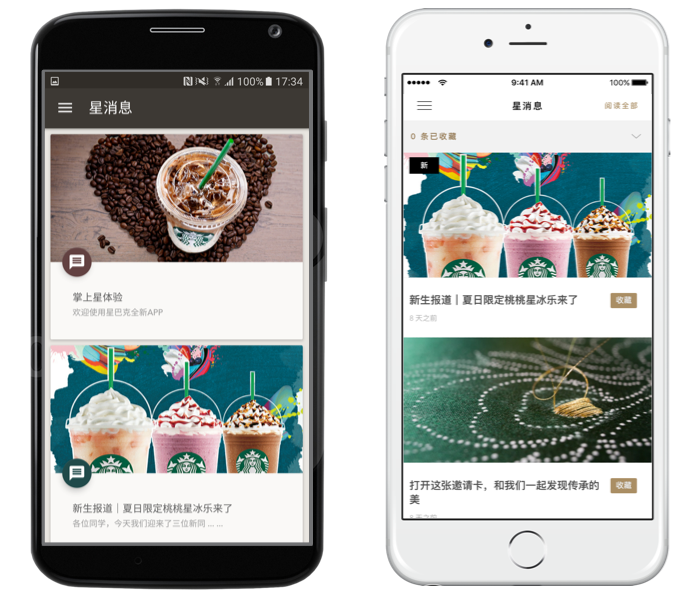 100% 17:34
星消息
掌上星体验
欢迎使用星巴克全新APP
新生报道｜夏日限定桃桃星冰乐来了
各位同学，今天我们迎来了三位新同 ... ...
9:41 AM
100%
星消息
阅读全部
0 条已收藏
新
新生报道｜夏日限定桃桃星冰乐来了
收藏
8 天之前
打开这张邀请卡，和我们一起发现传承的
美
收藏